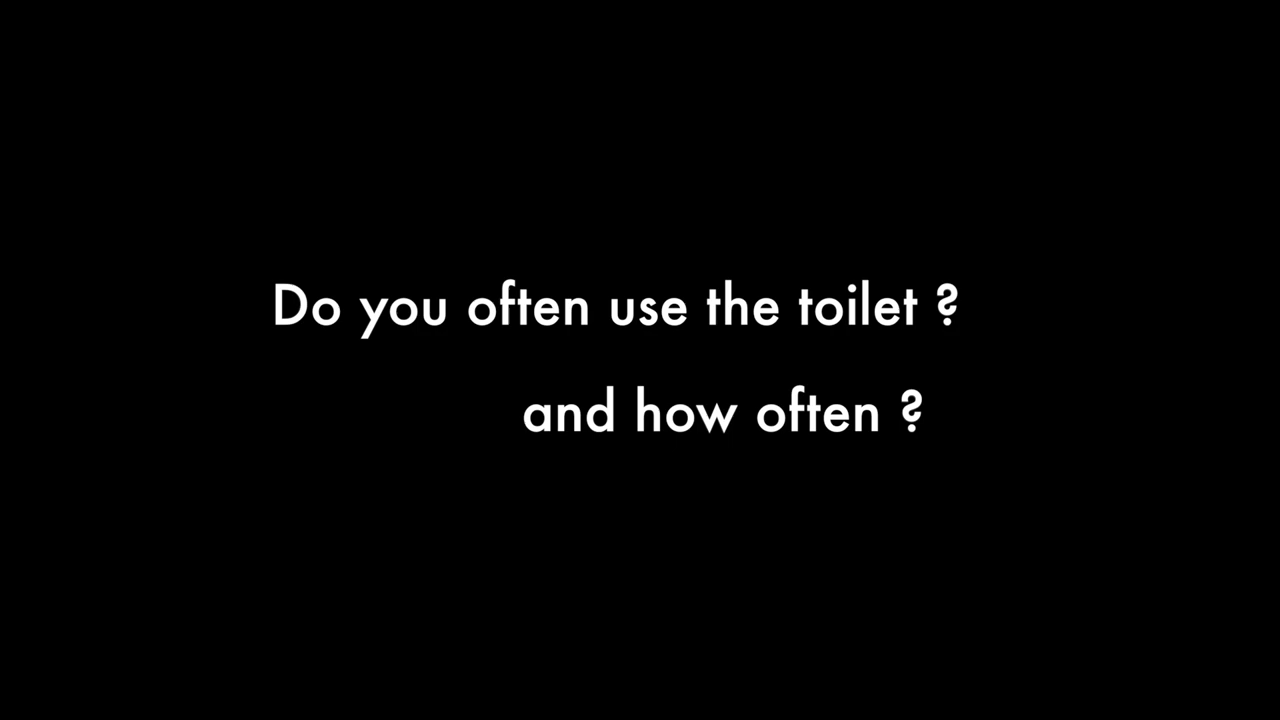 Do you often use the toilet ?
and how often ?